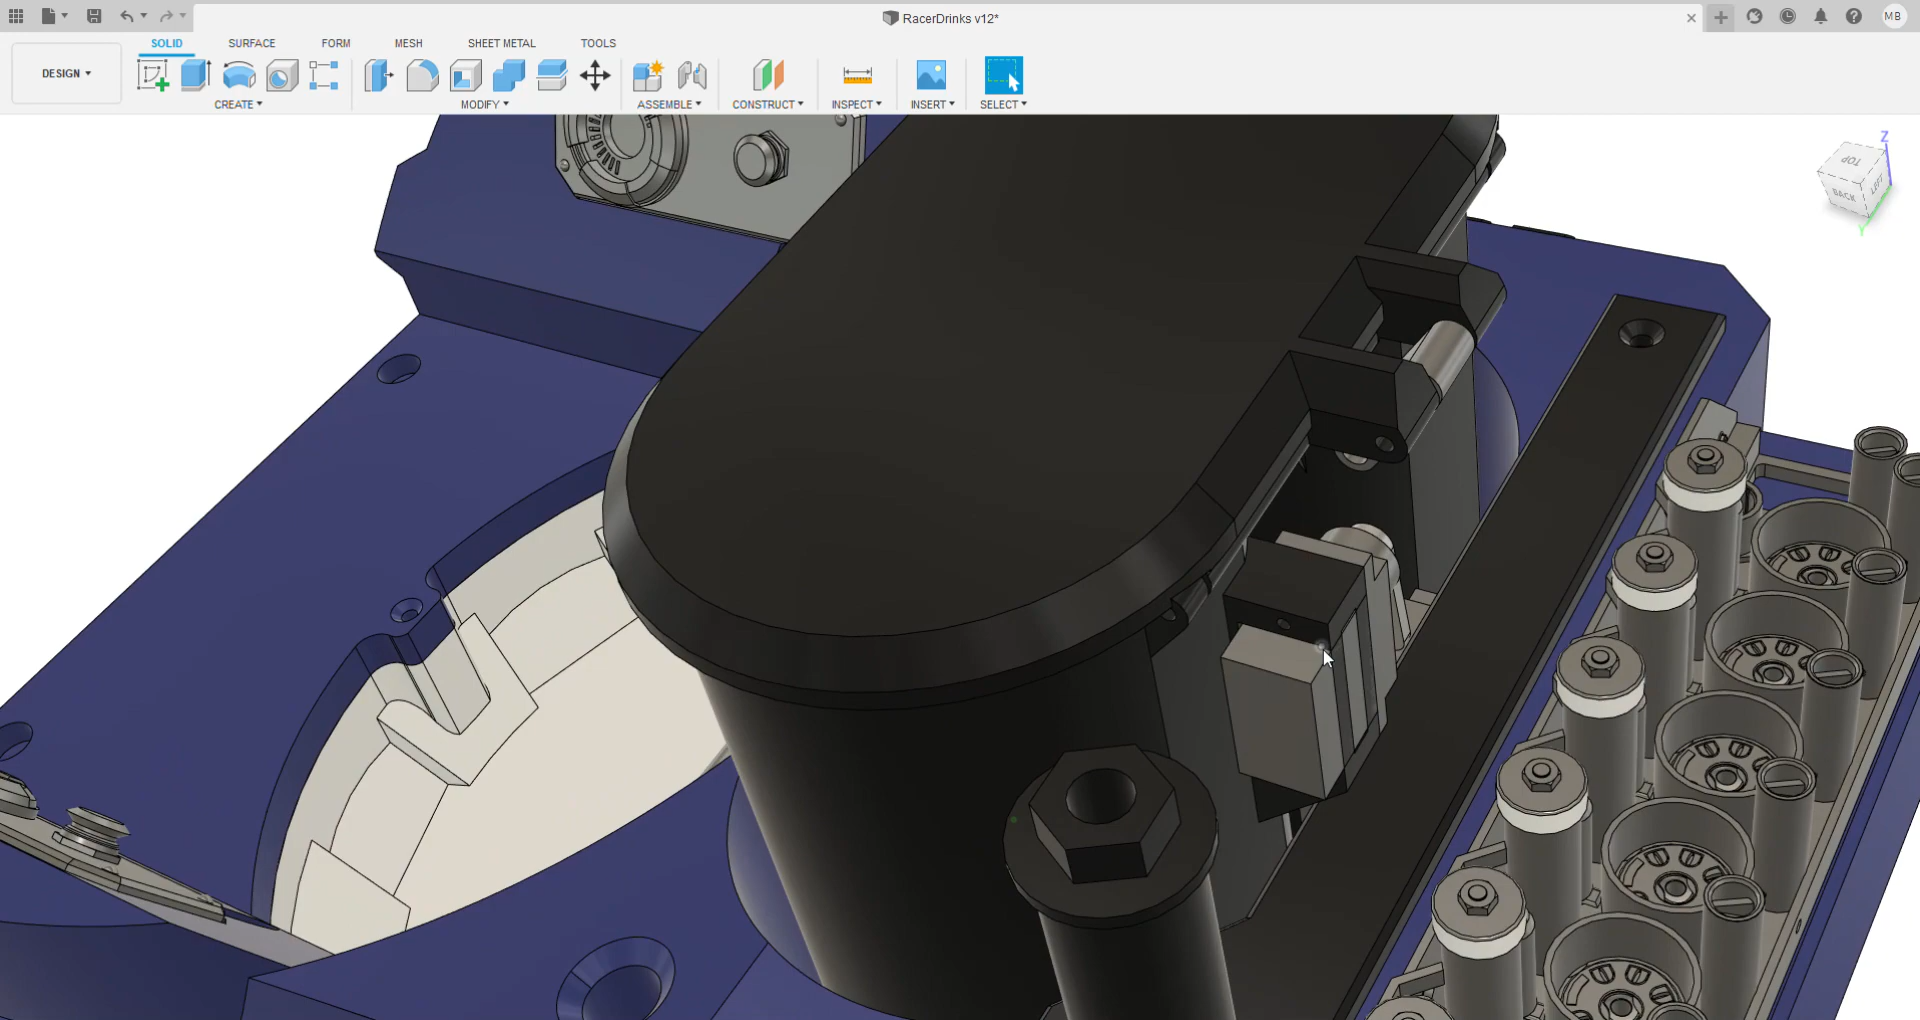 RacerDrinks v12*
MB
SOLID
SURFACE
FORM
MESH
SHEET METAL
TOOLS
DESIGN
CREATE
MODIFY
ASSEMBLE
CONSTRUCT
INSPECT
INSERT
SELECT
Z
TOP
BACK
LEFT
Y